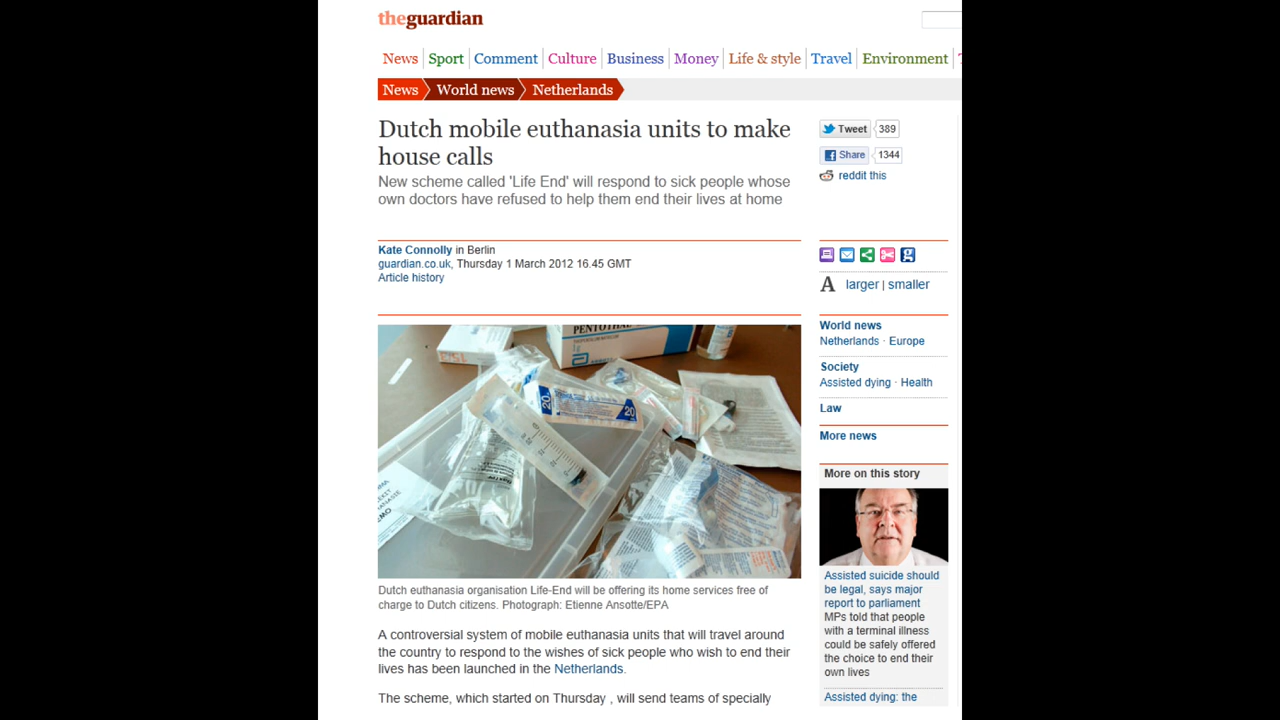 theguardian
News Sport Comment Culture Business Money Life & style Travel Environment
News World news Netherlands
Dutch mobile euthanasia units to make
house calls
New scheme called 'Life End' will respond to sick people whose
own doctors have refused to help them end their lives at home
Kate Connolly in Berlin
guardian.co.uk, Thursday 1 March 2012 16.45 GMT
Article history
PENTOTHAL
20 20
Dutch euthanasia organisation Life-End will be offering its home services free of
charge to Dutch citizens. Photograph: Etienne Ansotte/EPA
A controversial system of mobile euthanasia units that will travel around
the country to respond to the wishes of sick people who wish to end their
lives has been launched in the Netherlands.
The scheme, which started on Thursday , will send teams of specially
Tweet 389
Share 1344
reddit this
g
A larger | smaller
World news
Netherlands · Europe
Society
Assisted dying · Health
Law
More news
More on this story
Assisted suicide should
be legal, says major
report to parliament
MPs told that people
with a terminal illness
could be safely offered
the choice to end their
own lives
Assisted dying: the